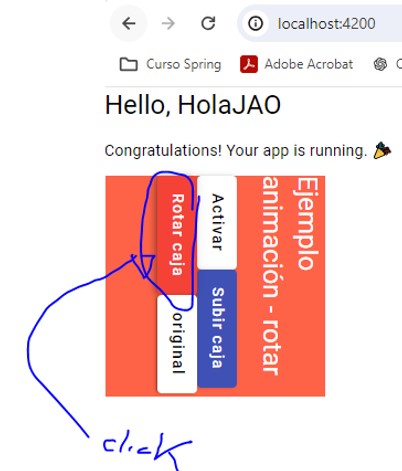 localhost:4200
Curso Spring
Adobe Acrobat
Hello, HolaJAO
Congratulations! Your app is running.
Ejemplo
animación - rotar
Activar
Subir caja
Rotar caja
original
click